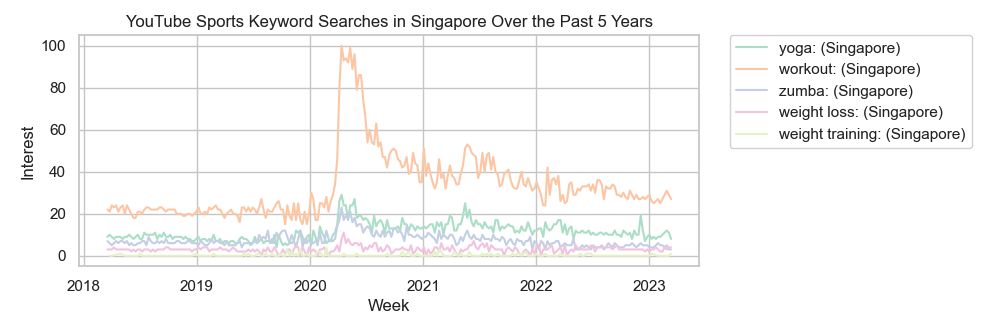 YouTube Sports Keyword Searches in Singapore Over the Past 5 Years
100
80
60
40
20
0
Interest
2018 2019 2020 2021 2022 2023
Week
yoga: (Singapore)
workout: (Singapore)
zumba: (Singapore)
weight loss: (Singapore)
weight training: (Singapore)